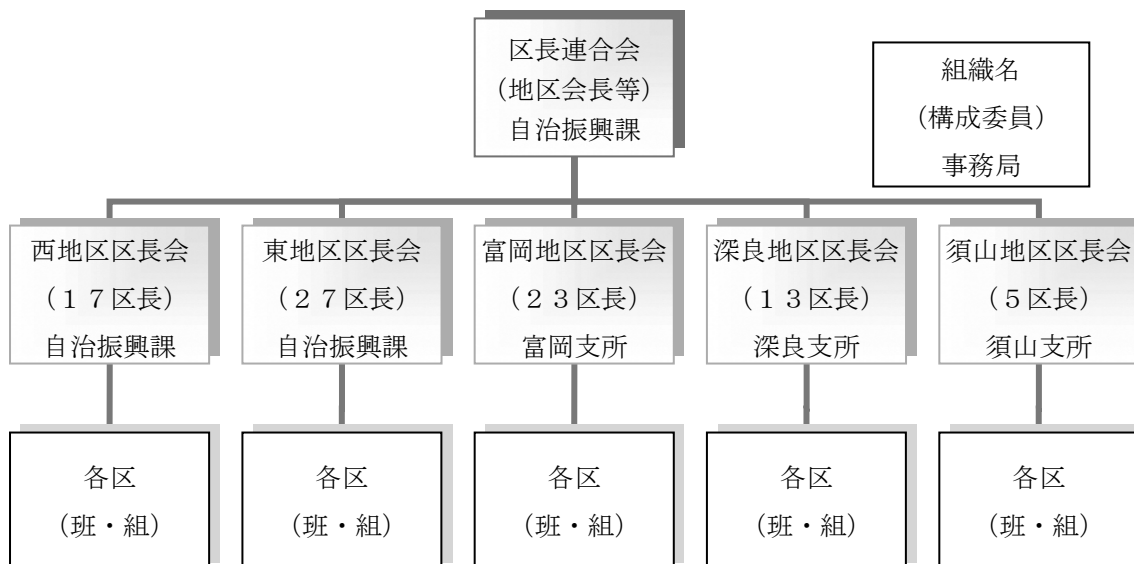 区長連合会
（地区会長等）
自治振興課
組織名
（構成委員）
事務局
西地区区長会
（１７区長）
自治振興課
東地区区長会
（２７区長）
自治振興課
富岡地区区長会
（２３区長）
富岡支所
深良地区区長会
（１３区長）
深良支所
須山地区区長会
（５区長）
須山支所
各区
（班・組）
各区
（班・組）
各区
（班・組）
各区
（班・組）
各区
（班・組）